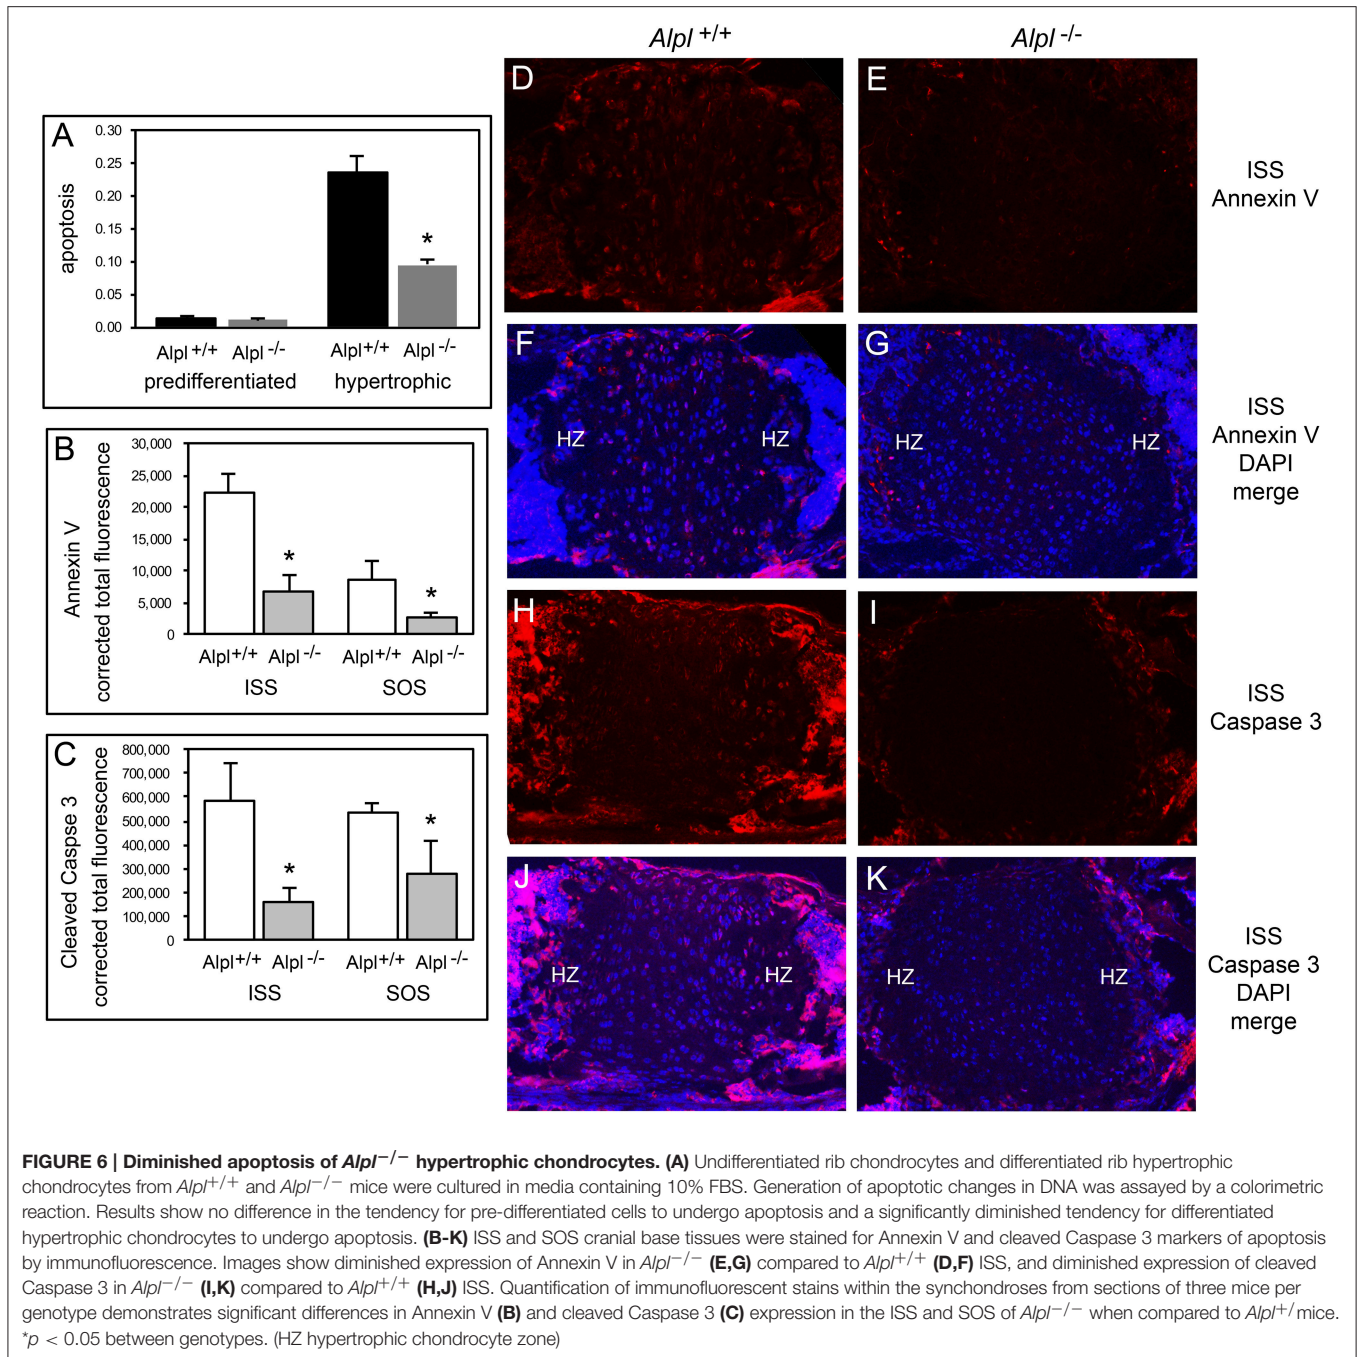 Alpl +/+
Alpl -/-
A
0.30
0.25
0.20
0.15
0.10
0.05
0.00
apoptosis
*
Alpl +/+ Alpl -/- Alpl+/+ Alpl -/-
predifferentiated hypertrophic
B
30,000
25,000
20,000
15,000
10,000
5,000
0
Annexin V
corrected total fluorescence
*
*
Alpl+/+ Alpl -/- Alpl+/+ Alpl -/-
ISS SOS
C
800,000
700,000
600,000
500,000
400,000
300,000
200,000
100,000
0
Cleaved Caspse 3
corrected total fluorescence
*
*
Alpl+/+ Alpl -/- Alpl+/+ Alpl -/-
ISS SOS
D
E
ISS
Annexin V
F
HZ HZ
G
HZ HZ
ISS
Annexin V
DAPI
merge
H
I
ISS
Caspase 3
J
HZ HZ
K
HZ HZ
ISS
Caspase 3
DAPI
merge
FIGURE 6 | Diminished apoptosis of Alpl−/− hypertrophic chondrocytes. (A) Undifferentiated rib chondrocytes and differentiated rib hypertrophic
chondrocytes from Alpl+/+ and Alpl−/− mice were cultured in media containing 10% FBS. Generation of apoptotic changes in DNA was assayed by a colorimetric
reaction. Results show no difference in the tendency for pre-differentiated cells to undergo apoptosis and a significantly diminished tendency for differentiated
hypertrophic chondrocytes to undergo apoptosis. (B-K) ISS and SOS cranial base tissues were stained for Annexin V and cleaved Caspase 3 markers of apoptosis
by immunofluorescence. Images show diminished expression of Annexin V in Alpl−/− (E,G) compared to Alpl+/+ (D,F) ISS, and diminished expression of cleaved
Caspase 3 in Alpl−/− (I,K) compared to Alpl+/+ (H,J) ISS. Quantification of immunofluorescent stains within the synchondroses from sections of three mice per
genotype demonstrates significant differences in Annexin V (B) and cleaved Caspase 3 (C) expression in the ISS and SOS of Alpl−/− when compared to Alpl+/mice.
*p < 0.05 between genotypes. (HZ hypertrophic chondrocyte zone)